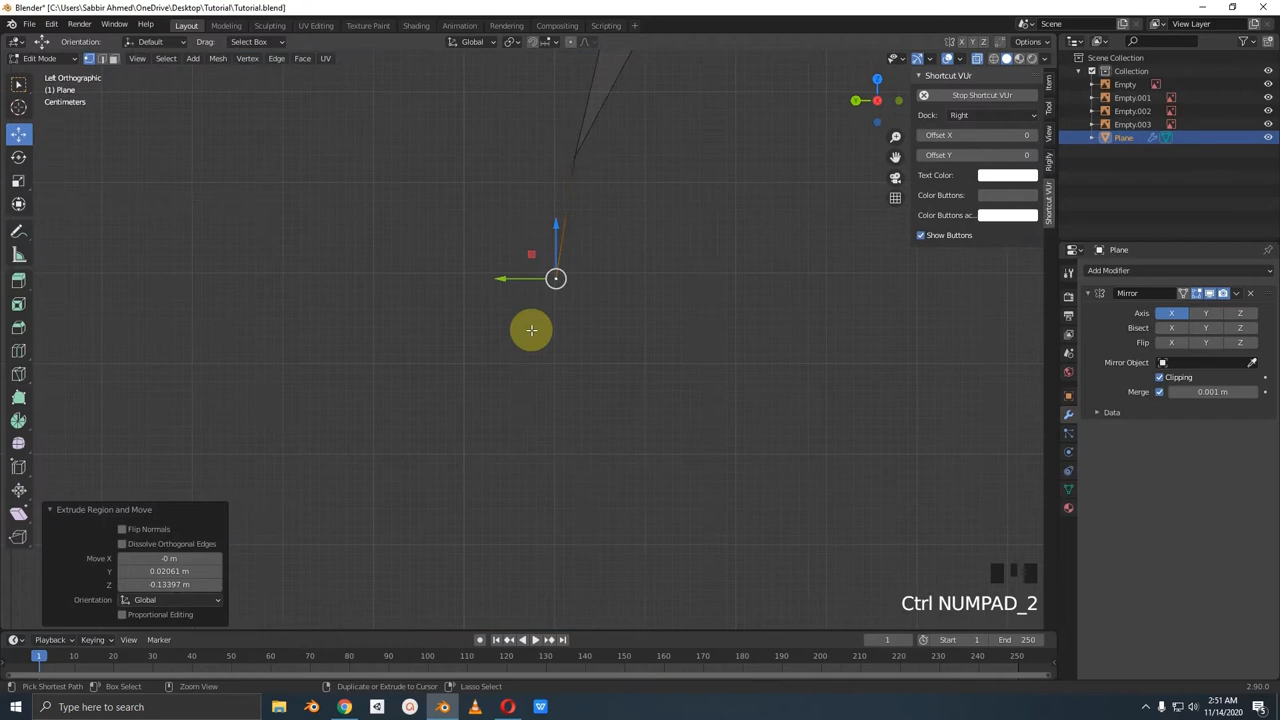 Blender* [C:\Users\Sabbir Ahmed\OneDrive\Desktop\Tutorial\Tutorial.blend]
File Edit Render Window Help Layout Modeling Sculpting UV Editing Texture Paint Shading Animation Rendering Compositing Scripting Scene View Layer
Orientation: Default Drag: Select Box Global X Y Z Options
Edit Mode View Select Add Mesh Vertex Edge Face UV
Left Orthographic
(1) Plane
Centimeters
Z
Y
X
Shortcut VUr
Stop Shortcut VUr
Dock: Right
Offset X 0
Offset Y 0
Text Color:
Color Buttons:
Color Buttons ac...
Show Buttons
Item
Tool
View
Rigify
Shortcut VUr
Scene Collection
Collection
Empty
Empty.001
Empty.002
Empty.003
Plane
Plane
Add Modifier
Mirror
Axis X Y Z
Bisect X Y Z
Flip X Y Z
Mirror Object
Clipping
Merge 0.001 m
Data
Extrude Region and Move
Flip Normals
Dissolve Orthogonal Edges
Move X -0 m
Y 0.02061 m
Z -0.13397 m
Orientation Global
Proportional Editing
Ctrl NUMPAD_2
Playback Keying View Marker 1 Start 1 End 250
1 10 20 30 40 50 60 70 80 90 100 110 120 130 140 150 160 170 180 190 200 210 220 230 240 250
Pick Shortest Path Box Select Zoom View Duplicate or Extrude to Cursor Lasso Select 2.90.0
Type here to search
2:51 AM
11/14/2020